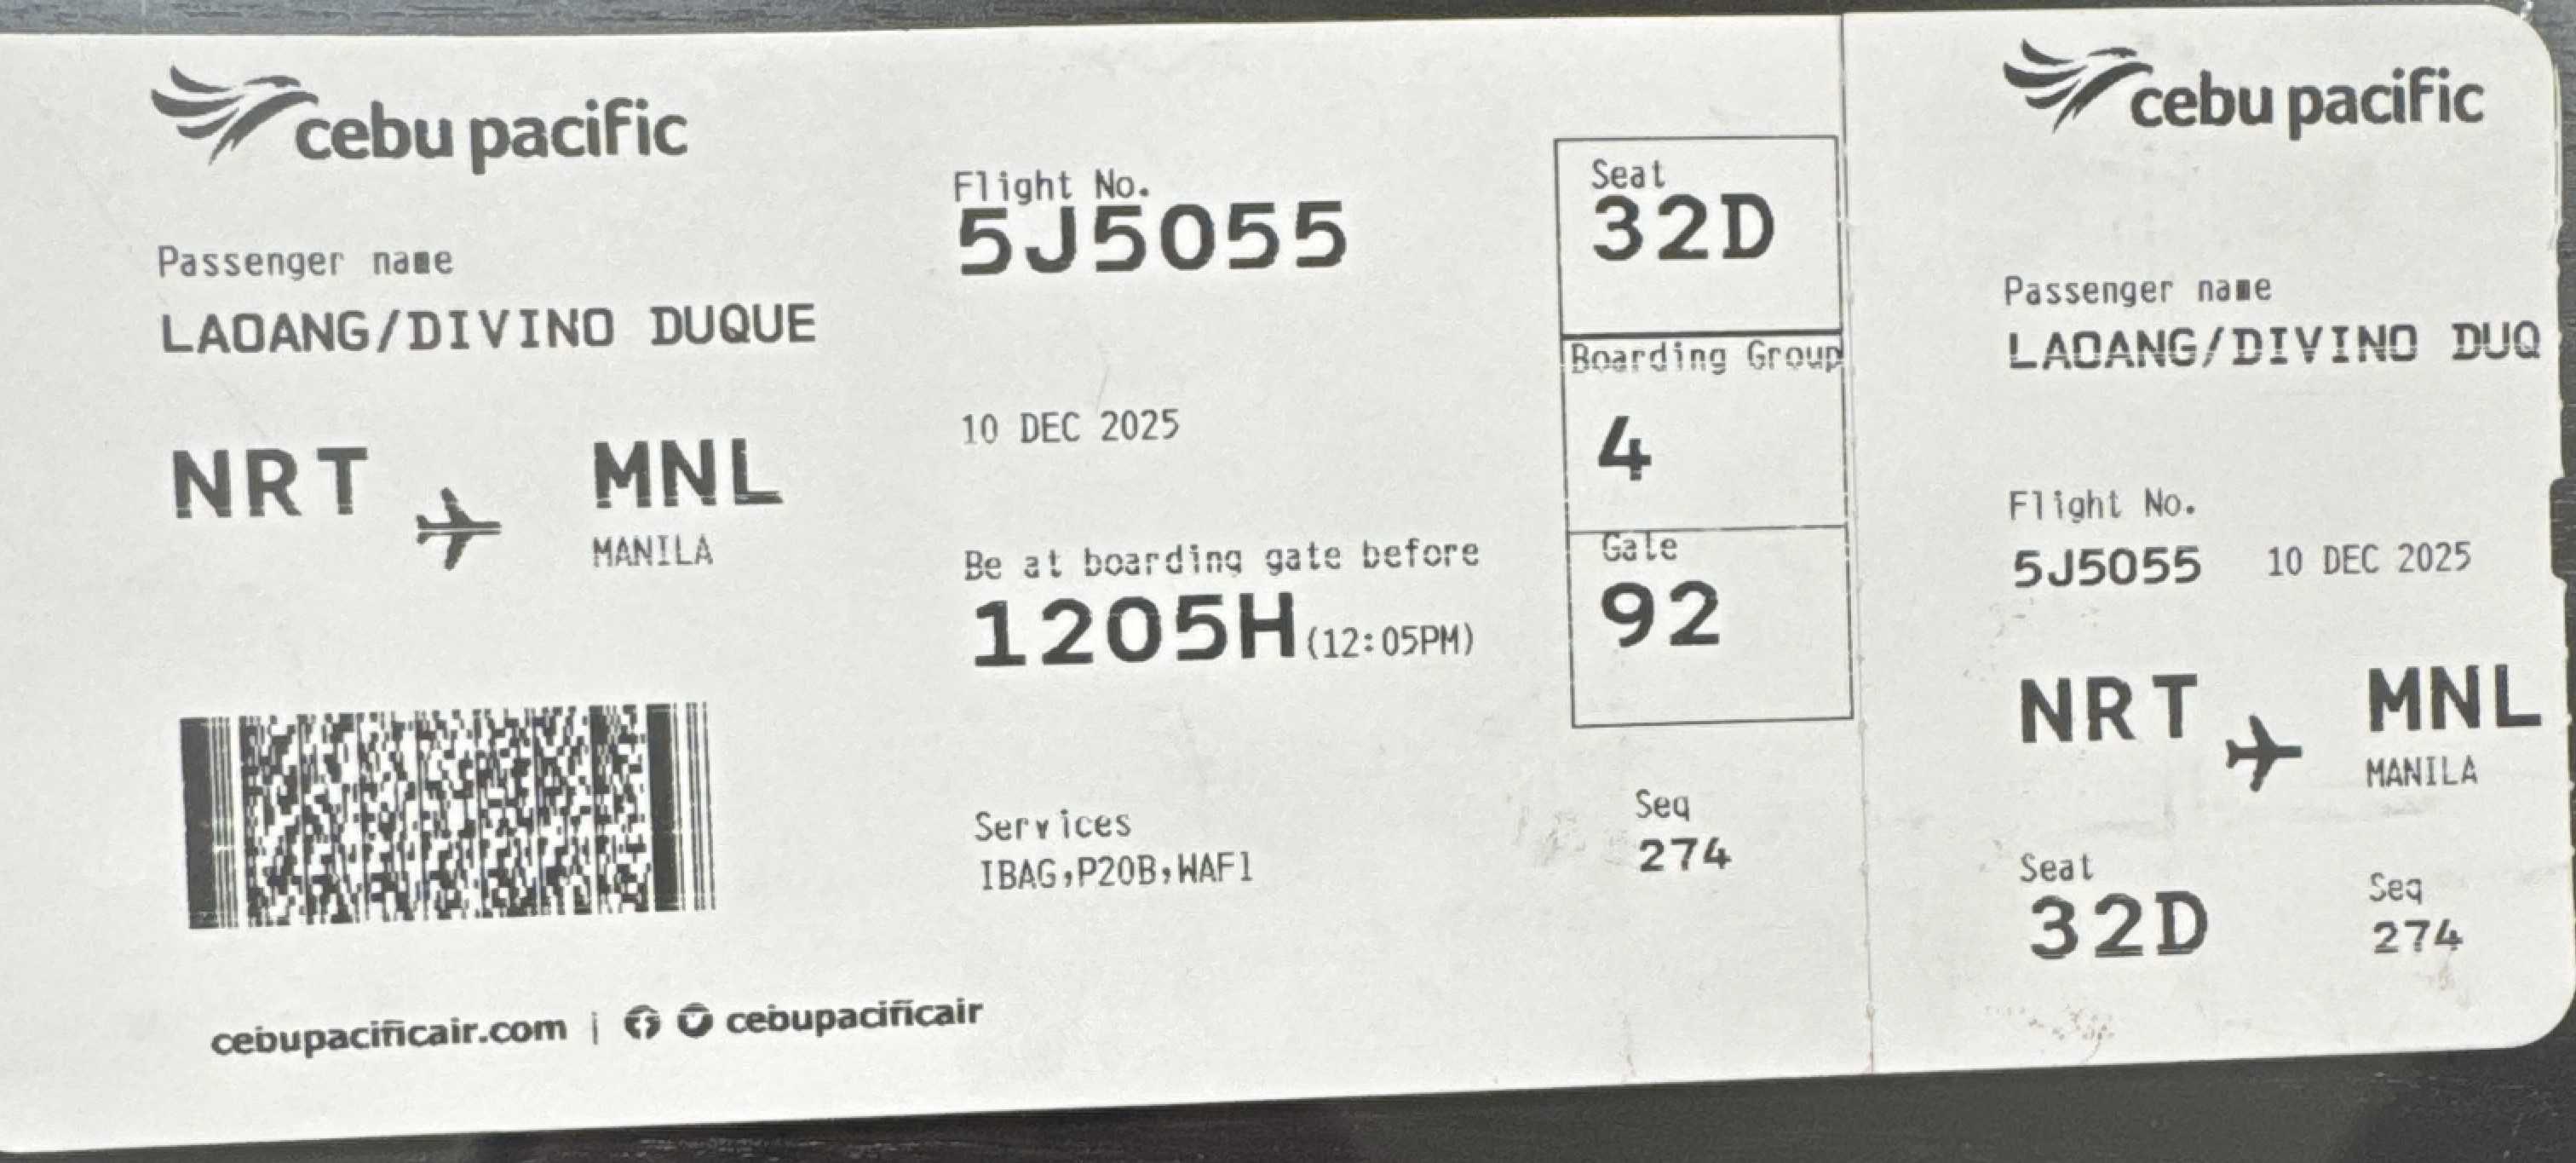 cebu pacific
Passenger name
LAOANG/DIVINO DUQUE
NRT MNL
MANILA
Flight No.
5J5055
10 DEC 2025
Be at boarding gate before
1205H (12:05PM)
Services
IBAG,P20B,WAF1
Seat
32D
Boarding Group
4
Gate
92
Seq
274
cebupacificair.com | cebupacificair
cebu pacific
Passenger name
LAOANG/DIVINO DUQ
Flight No.
5J5055 10 DEC 2025
NRT MNL
MANILA
Seat
32D
Seq
274